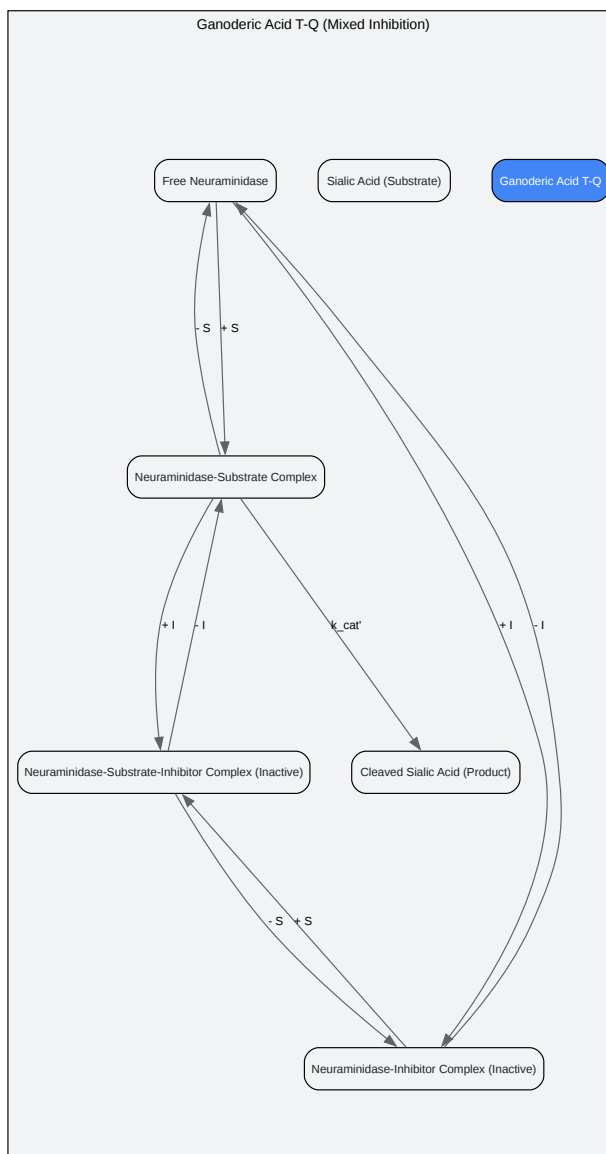 Ganoderic Acid T-Q (Mixed Inhibition)
Free Neuraminidase
Sialic Acid (Substrate)
Ganoderic Acid T-Q
- S
+ S
Neuraminidase-Substrate Complex
+ I
- I
k_cat'
+ I
- I
Neuraminidase-Substrate-Inhibitor Complex (Inactive)
Cleaved Sialic Acid (Product)
- S
+ S
Neuraminidase-Inhibitor Complex (Inactive)